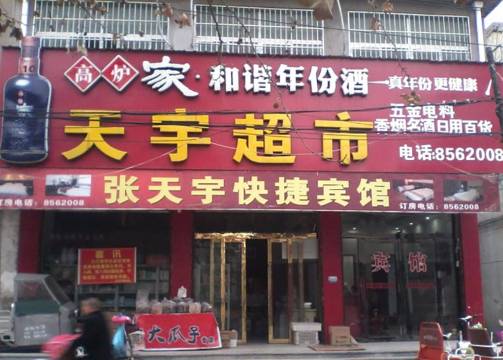 高炉家·和谐年份酒 真年份更健康
天宇超市
五金电料
香烟名酒日用百货
电话:8562008
张天宇快捷宾馆
订房电话:8562008
订房电话:8562008
喜讯
宾馆
大瓜子